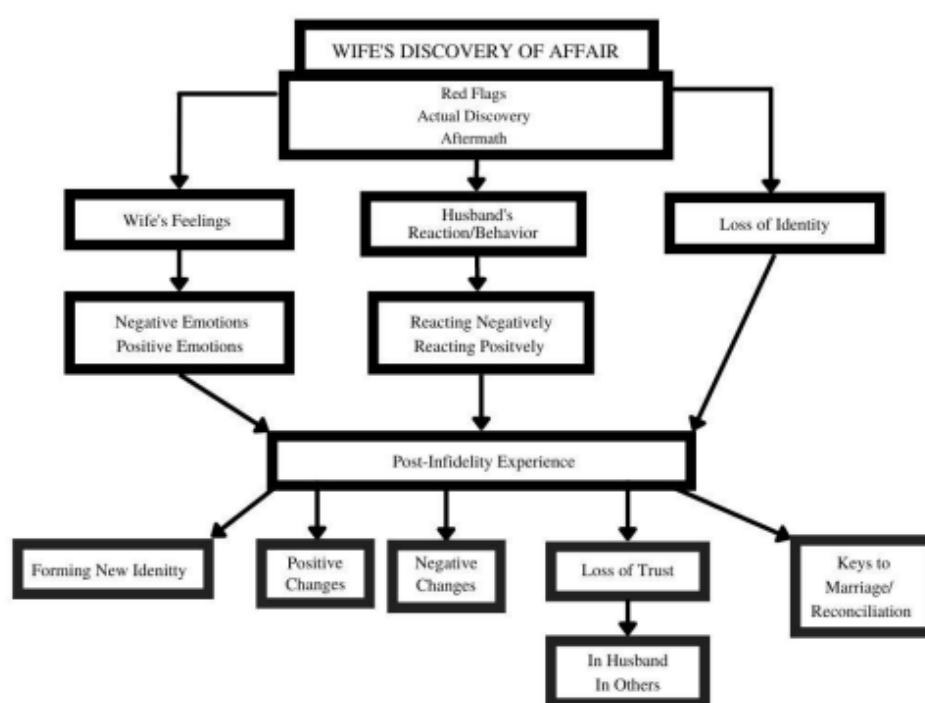 WIFE'S DISCOVERY OF AFFAIR
Red Flags
Actual Discovery
Aftermath
Wife's Feelings
Husband's
Reaction/Behavior
Loss of Identity
Negative Emotions
Positive Emotions
Reacting Negatively
Reacting Positvely
Post-Infidelity Experience
Forming New Idenitty
Positive
Changes
Negative
Changes
Loss of Trust
Keys to
Marriage/
Reconciliation
In Husband
In Others